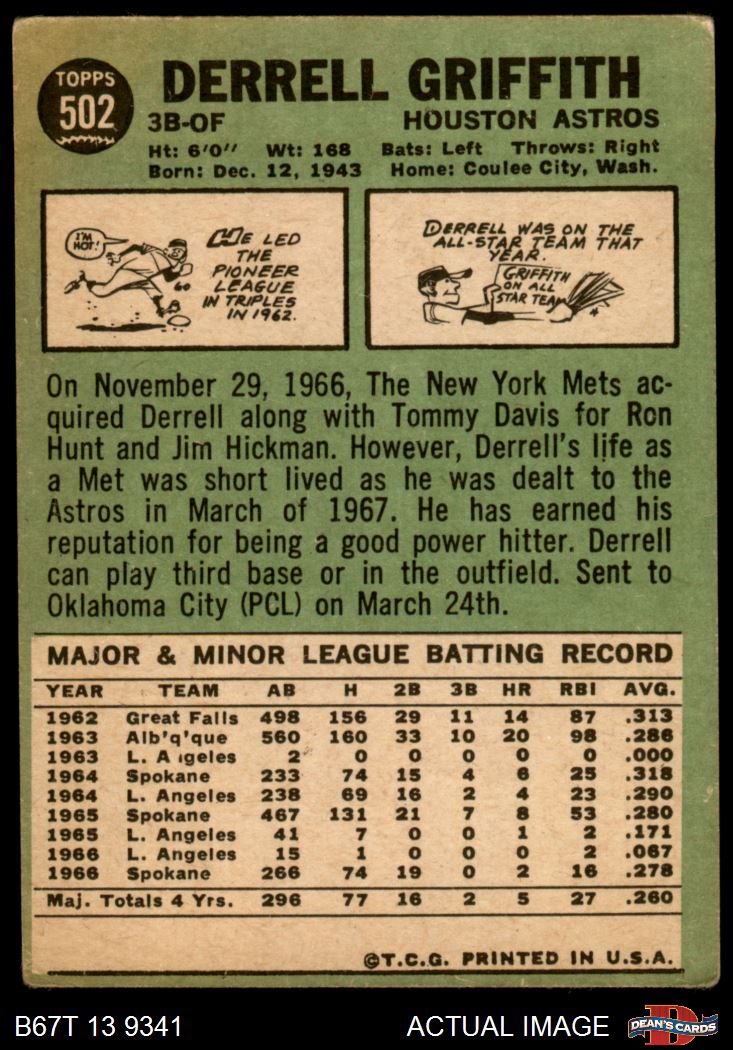 TOPPS
502
DERRELL GRIFFITH
3B-OF HOUSTON ASTROS
Ht: 6'0" Wt: 168 Bats: Left Throws: Right
Born: Dec. 12, 1943 Home: Coulee City, Wash.
I'M
HOT!
HE LED
THE
PIONEER
LEAGUE
IN TRIPLES
IN 1962.
GO
DERRELL WAS ON THE
ALL-STAR TEAM THAT
YEAR.
GRIFFITH
ON ALL
STAR TEAM
On November 29, 1966, The New York Mets ac-
quired Derrell along with Tommy Davis for Ron
Hunt and Jim Hickman. However, Derrell's life as
a Met was short lived as he was dealt to the
Astros in March of 1967. He has earned his
reputation for being a good power hitter. Derrell
can play third base or in the outfield. Sent to
Oklahoma City (PCL) on March 24th.
MAJOR & MINOR LEAGUE BATTING RECORD
YEAR TEAM AB H 2B 3B HR RBI AVG.
1962 Great Falls 498 156 29 11 14 87 .313
1963 Alb'q'que 560 160 33 10 20 98 .286
1963 L. A igeles 2 0 0 0 0 0 .000
1964 Spokane 233 74 15 4 6 25 .318
1964 L. Angeles 238 69 16 2 4 23 .290
1965 Spokane 467 131 21 7 8 53 .280
1965 L. Angeles 41 7 0 0 1 2 .171
1966 L. Angeles 15 1 0 0 0 2 .067
1966 Spokane 266 74 19 0 2 16 .278
Maj. Totals 4 Yrs. 296 77 16 2 5 27 .260
©T.C.G. PRINTED IN U.S.A.
B67T 13 9341 ACTUAL IMAGE
D
DEAN'S CARDS